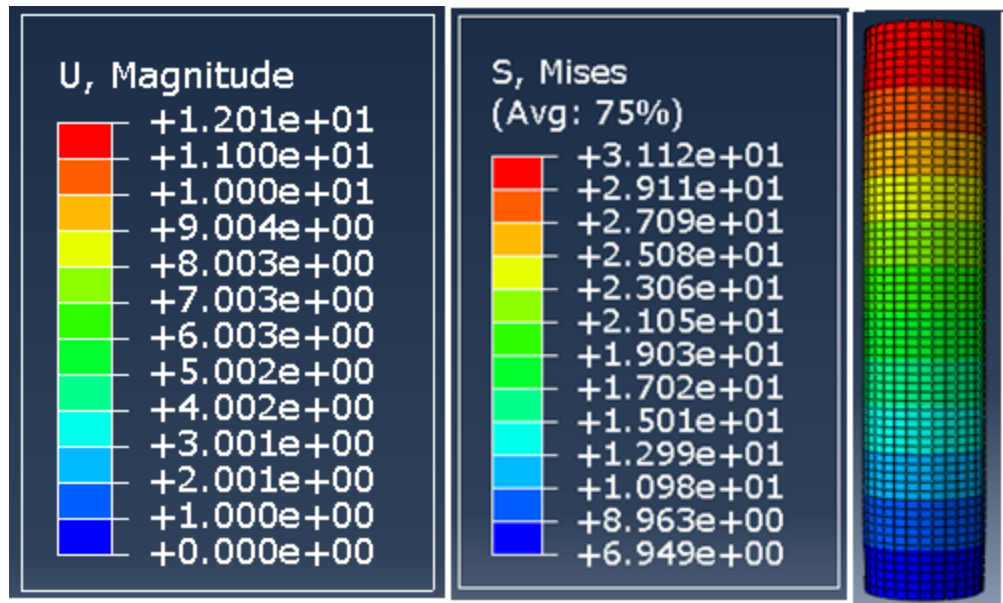 U, Magnitude
+1.201e+01
+1.100e+01
+1.000e+01
+9.004e+00
+8.003e+00
+7.003e+00
+6.003e+00
+5.002e+00
+4.002e+00
+3.001e+00
+2.001e+00
+1.000e+00
+0.000e+00
S, Mises
(Avg: 75%)
+3.112e+01
+2.911e+01
+2.709e+01
+2.508e+01
+2.306e+01
+2.105e+01
+1.903e+01
+1.702e+01
+1.501e+01
+1.299e+01
+1.098e+01
+8.963e+00
+6.949e+00